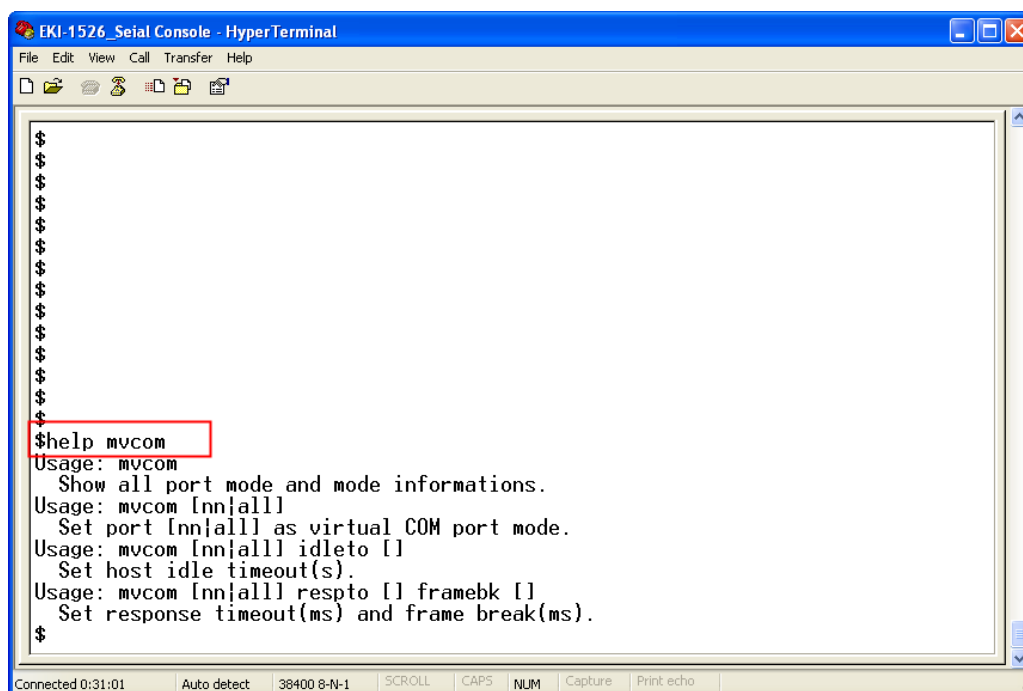 EKI-1526_Seial Console - HyperTerminal
File Edit View Call Transfer Help
$
$
$
$
$
$
$
$
$
$
$
$
$
$
$help mvcom
Usage: mvcom
Show all port mode and mode informations.
Usage: mvcom [nn¦all]
Set port [nn¦all] as virtual COM port mode.
Usage: mvcom [nn¦all] idleto []
Set host idle timeout(s).
Usage: mvcom [nn¦all] respto [] framebk []
Set response timeout(ms) and frame break(ms).
$
Connected 0:31:01 Auto detect 38400 8-N-1 SCROLL CAPS NUM Capture Print echo